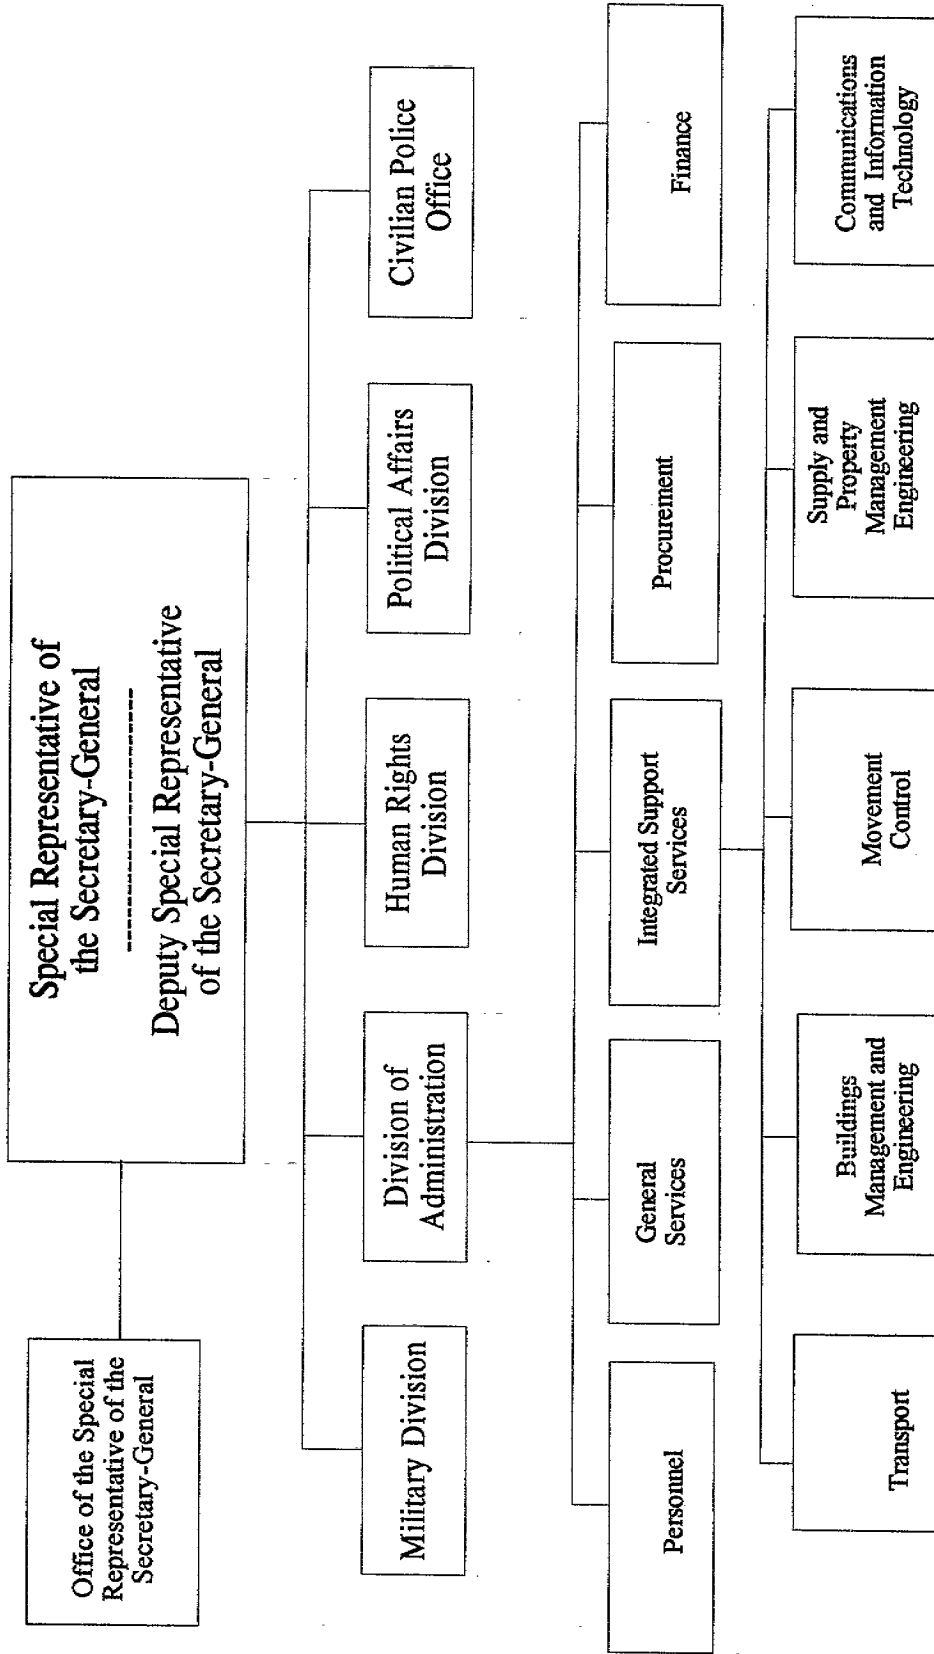 Special Representative of
the Secretary-General
--------------------
Deputy Special Representative
of the Secretary-General
Office of the Special
Representative of the
Secretary-General
Military Division
Division of
Administration
Human Rights
Division
Political Affairs
Division
Civilian Police
Office
Personnel
General
Services
Integrated Support
Services
Procurement
Finance
Transport
Buildings
Management and
Engineering
Movement
Control
Supply and
Property
Management
Engineering
Communications
and Information
Technology